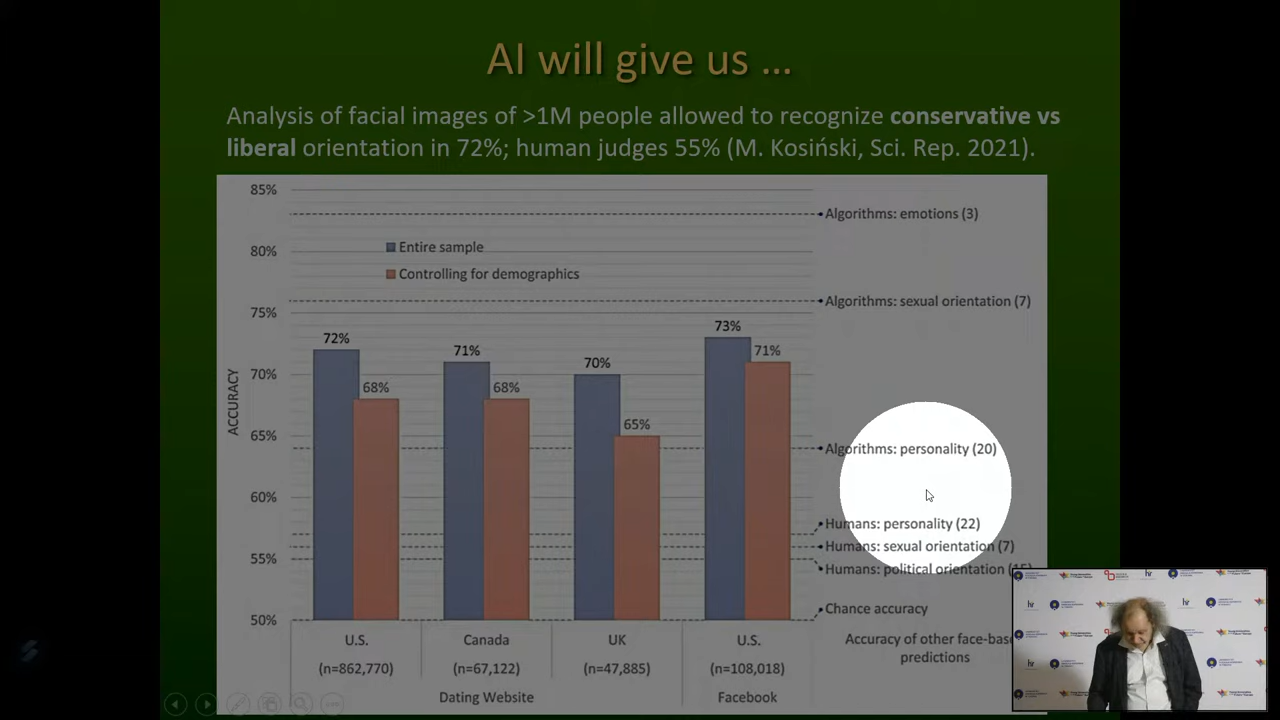 AI will give us ...
Analysis of facial images of >1M people allowed to recognize conservative vs
liberal orientation in 72%; human judges 55% (M. Kosiński, Sci. Rep. 2021).
85%
80%
75%
70%
65%
60%
55%
50%
ACCURACY
Entire sample
Controlling for demographics
72%
68%
71%
68%
70%
65%
73%
71%
Algorithms: emotions (3)
Algorithms: sexual orientation (7)
Algorithms: personality (20)
Humans: personality (22)
Humans: sexual orientation (7)
Humans: political orientation (15)
Chance accuracy
U.S.
Canada
UK
U.S.
(n=862,770)
(n=67,122)
(n=47,885)
(n=108,018)
Dating Website
Facebook
Accuracy of other face-bas
predictions